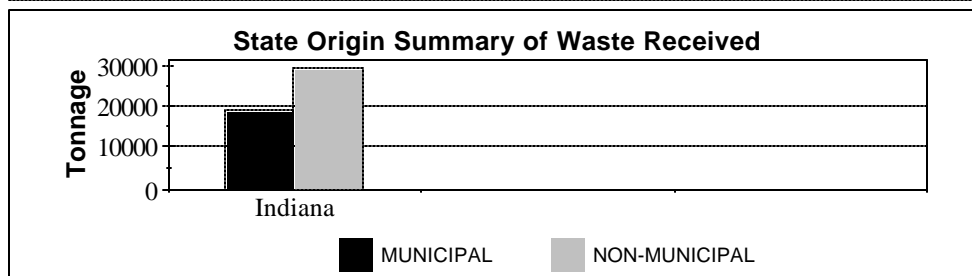 State Origin Summary of Waste Received
Tonnage
30000
20000
10000
0
Indiana
MUNICIPAL NON-MUNICIPAL